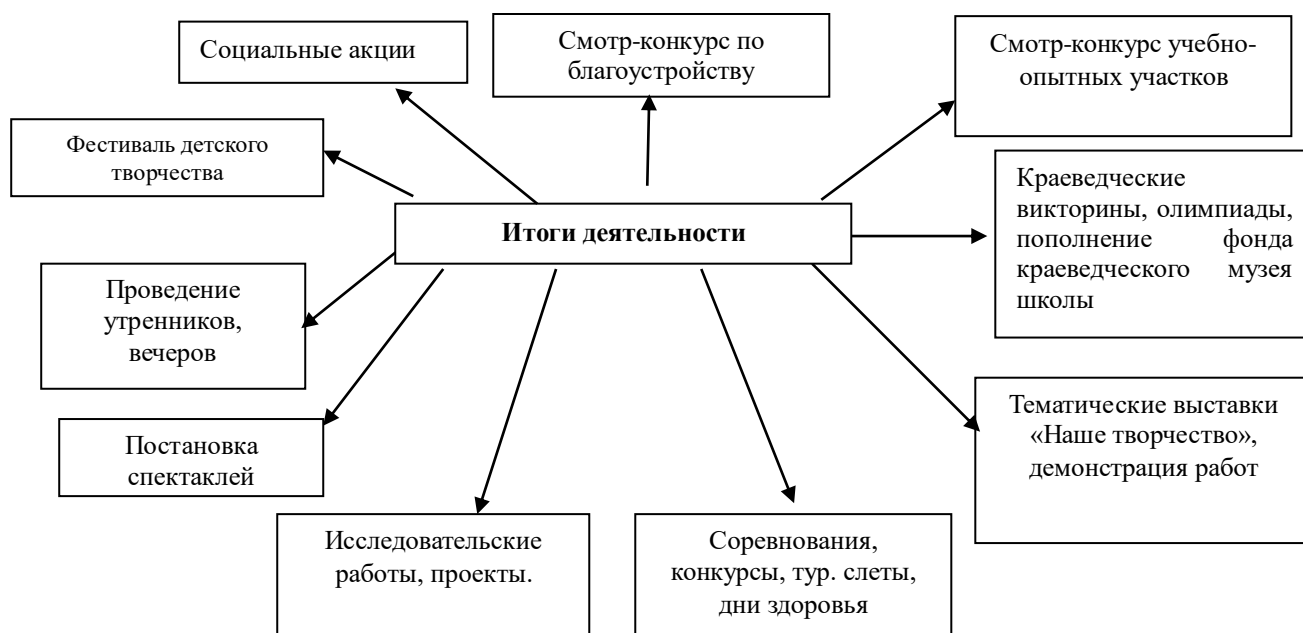 Социальные акции
Смотр-конкурс по
благоустройству
Смотр-конкурс учебно-
опытных участков
Фестиваль детского
творчества
Краеведческие
викторины, олимпиады,
пополнение фонда
краеведческого музея
школы
Итоги деятельности
Проведение
утренников,
вечеров
Тематические выставки
«Наше творчество»,
демонстрация работ
Постановка
спектаклей
Исследовательские
работы, проекты.
Соревнования,
конкурсы, тур. слеты,
дни здоровья